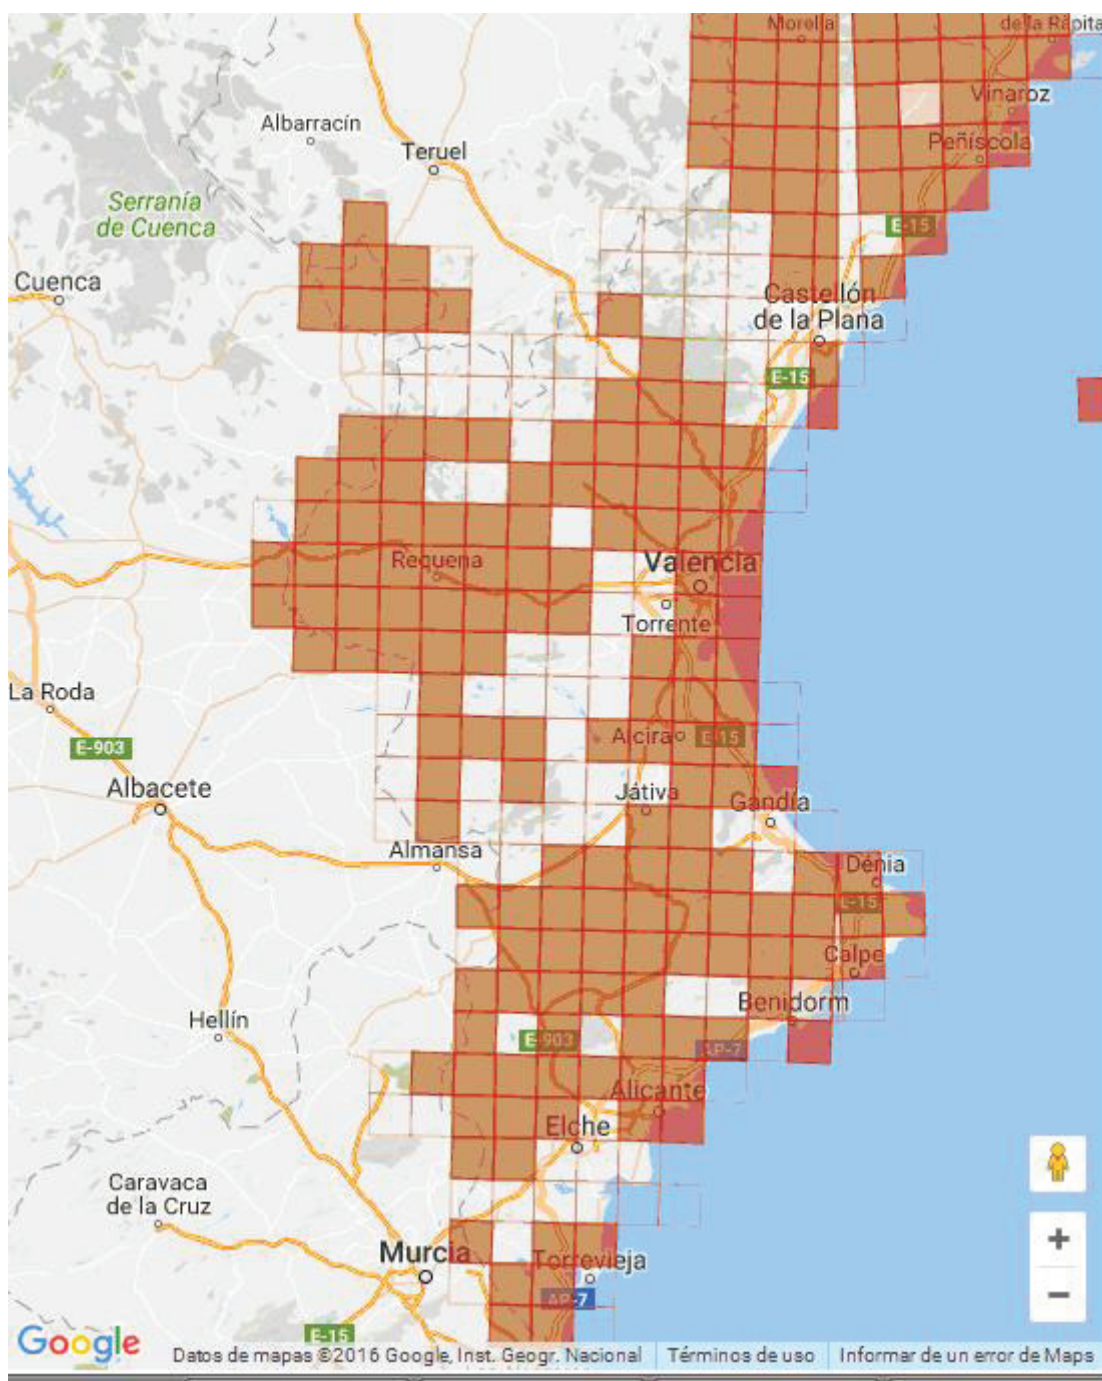 Morella
de la Ràpita
Vinaroz
Albarracín
Peñíscola
Teruel
Serranía
de Cuenca
E-15
Cuenca
Castellón
de la Plana
E-15
Requena
Valencia
Torrente
La Roda
E-903
Alcira
E-15
Albacete
Játiva
Gandía
Almansa
Dénia
E-15
Calpe
Benidorm
Hellín
E-903
AP-7
Alicante
Elche
Caravaca
de la Cruz
Murcia
Torrevieja
AP-7
E-15
+
−
Google
Datos de mapas ©2016 Google, Inst. Geogr. Nacional
Términos de uso
Informar de un error de Maps